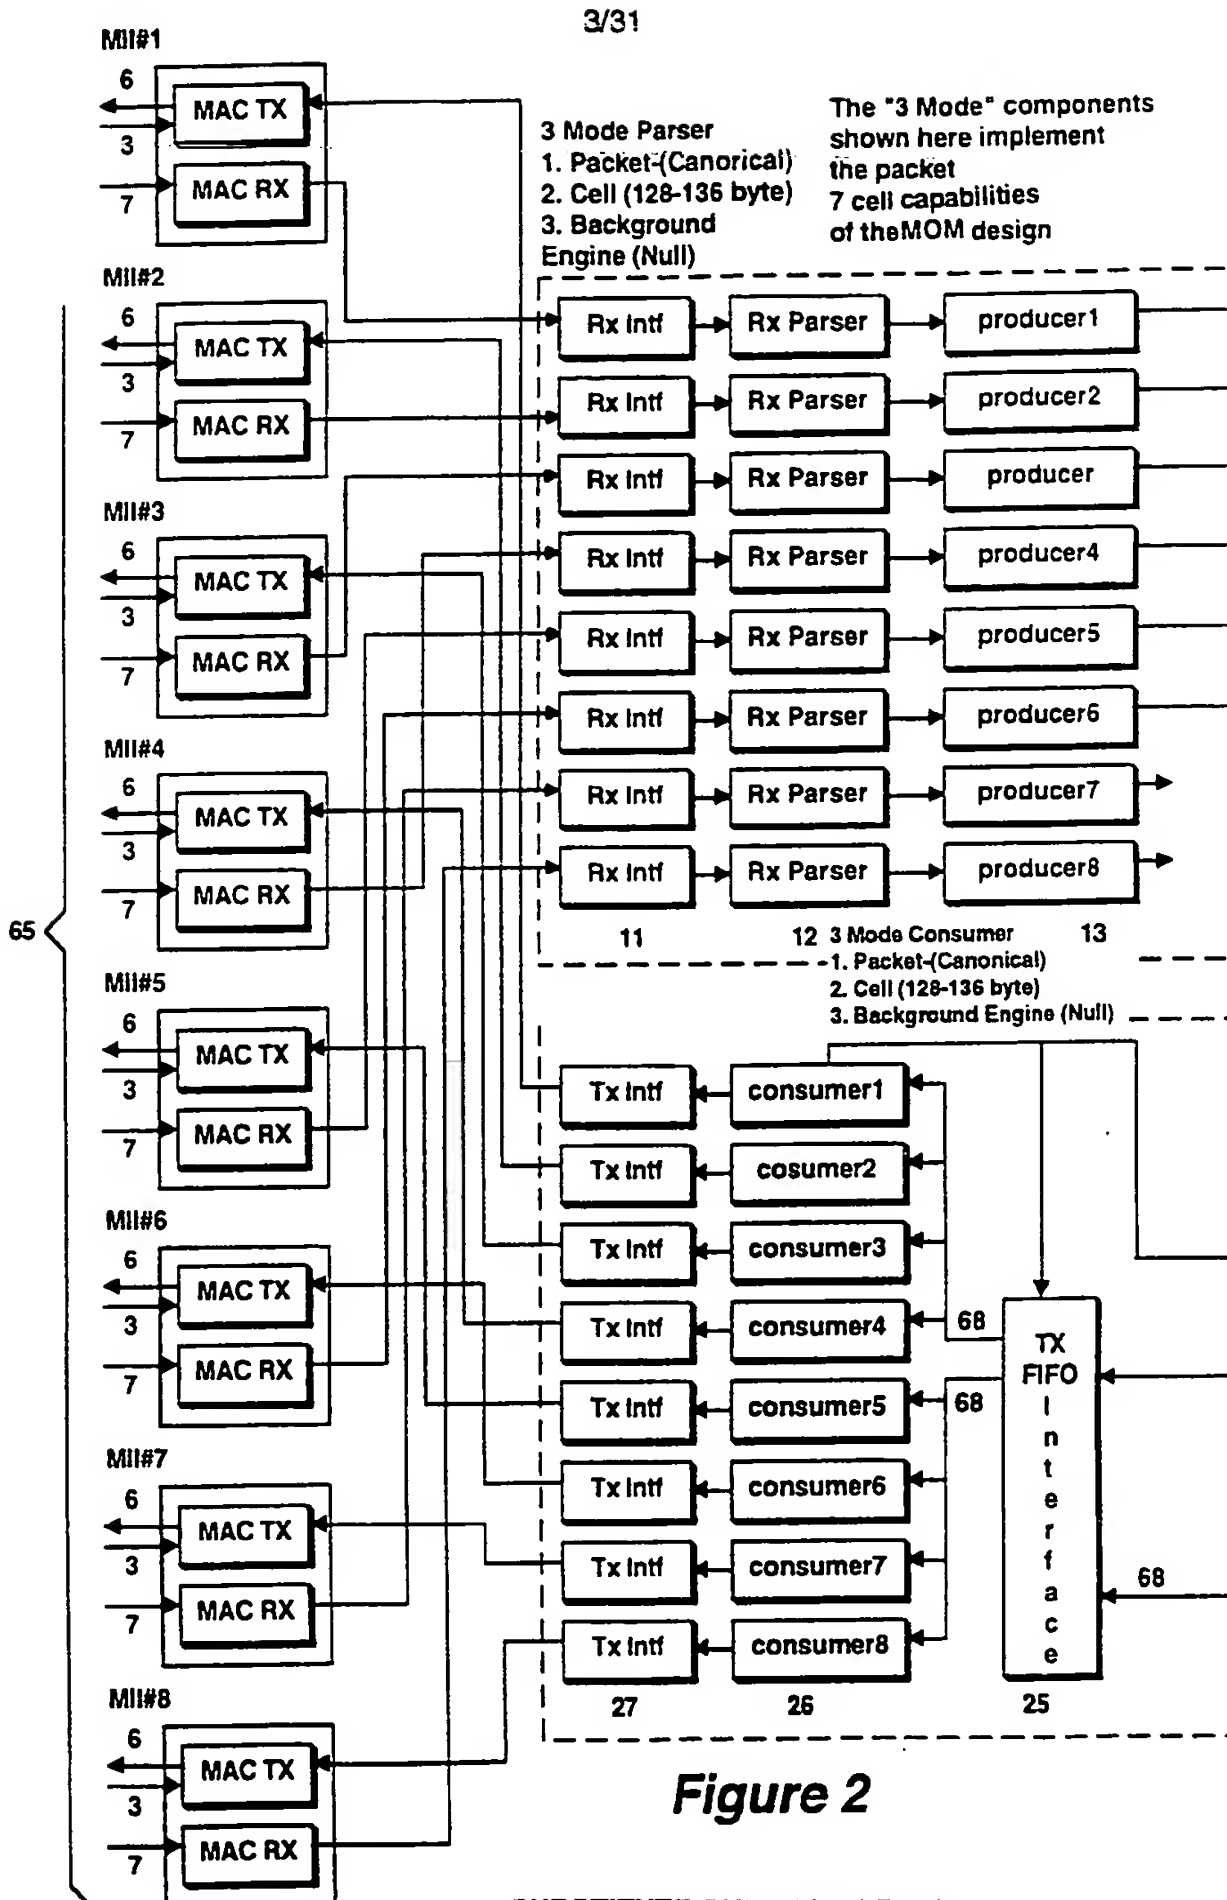 3/31
MII#1
6
MAC TX
3
MAC RX
7
3 Mode Parser
1. Packet-(Canorical)
2. Cell (128-136 byte)
3. Background
Engine (Null)
The "3 Mode" components
shown here implement
the packet
7 cell capabilities
of theMOM design
MII#2
6
MAC TX
3
MAC RX
7
MII#3
6
MAC TX
3
MAC RX
7
MII#4
6
MAC TX
3
MAC RX
7
65
MII#5
6
MAC TX
3
MAC RX
7
MII#6
6
MAC TX
3
MAC RX
7
MII#7
6
MAC TX
3
MAC RX
7
MII#8
6
MAC TX
3
MAC RX
7
Rx Intf Rx Parser producer1
Rx Intf Rx Parser producer2
Rx Intf Rx Parser producer
Rx Intf Rx Parser producer4
Rx Intf Rx Parser producer5
Rx Intf Rx Parser producer6
Rx Intf Rx Parser producer7
Rx Intf Rx Parser producer8
11 12 13
3 Mode Consumer
1. Packet-(Canonical)
2. Cell (128-136 byte)
3. Background Engine (Null)
Tx Intf consumer1
Tx Intf cosumer2
Tx Intf consumer3
Tx Intf consumer4
68
Tx Intf consumer5
68
Tx Intf consumer6
Tx Intf consumer7
Tx Intf consumer8
TX
FIFO
I
n
t
e
r
f
a
c
e
68
27 26 25
Figure 2